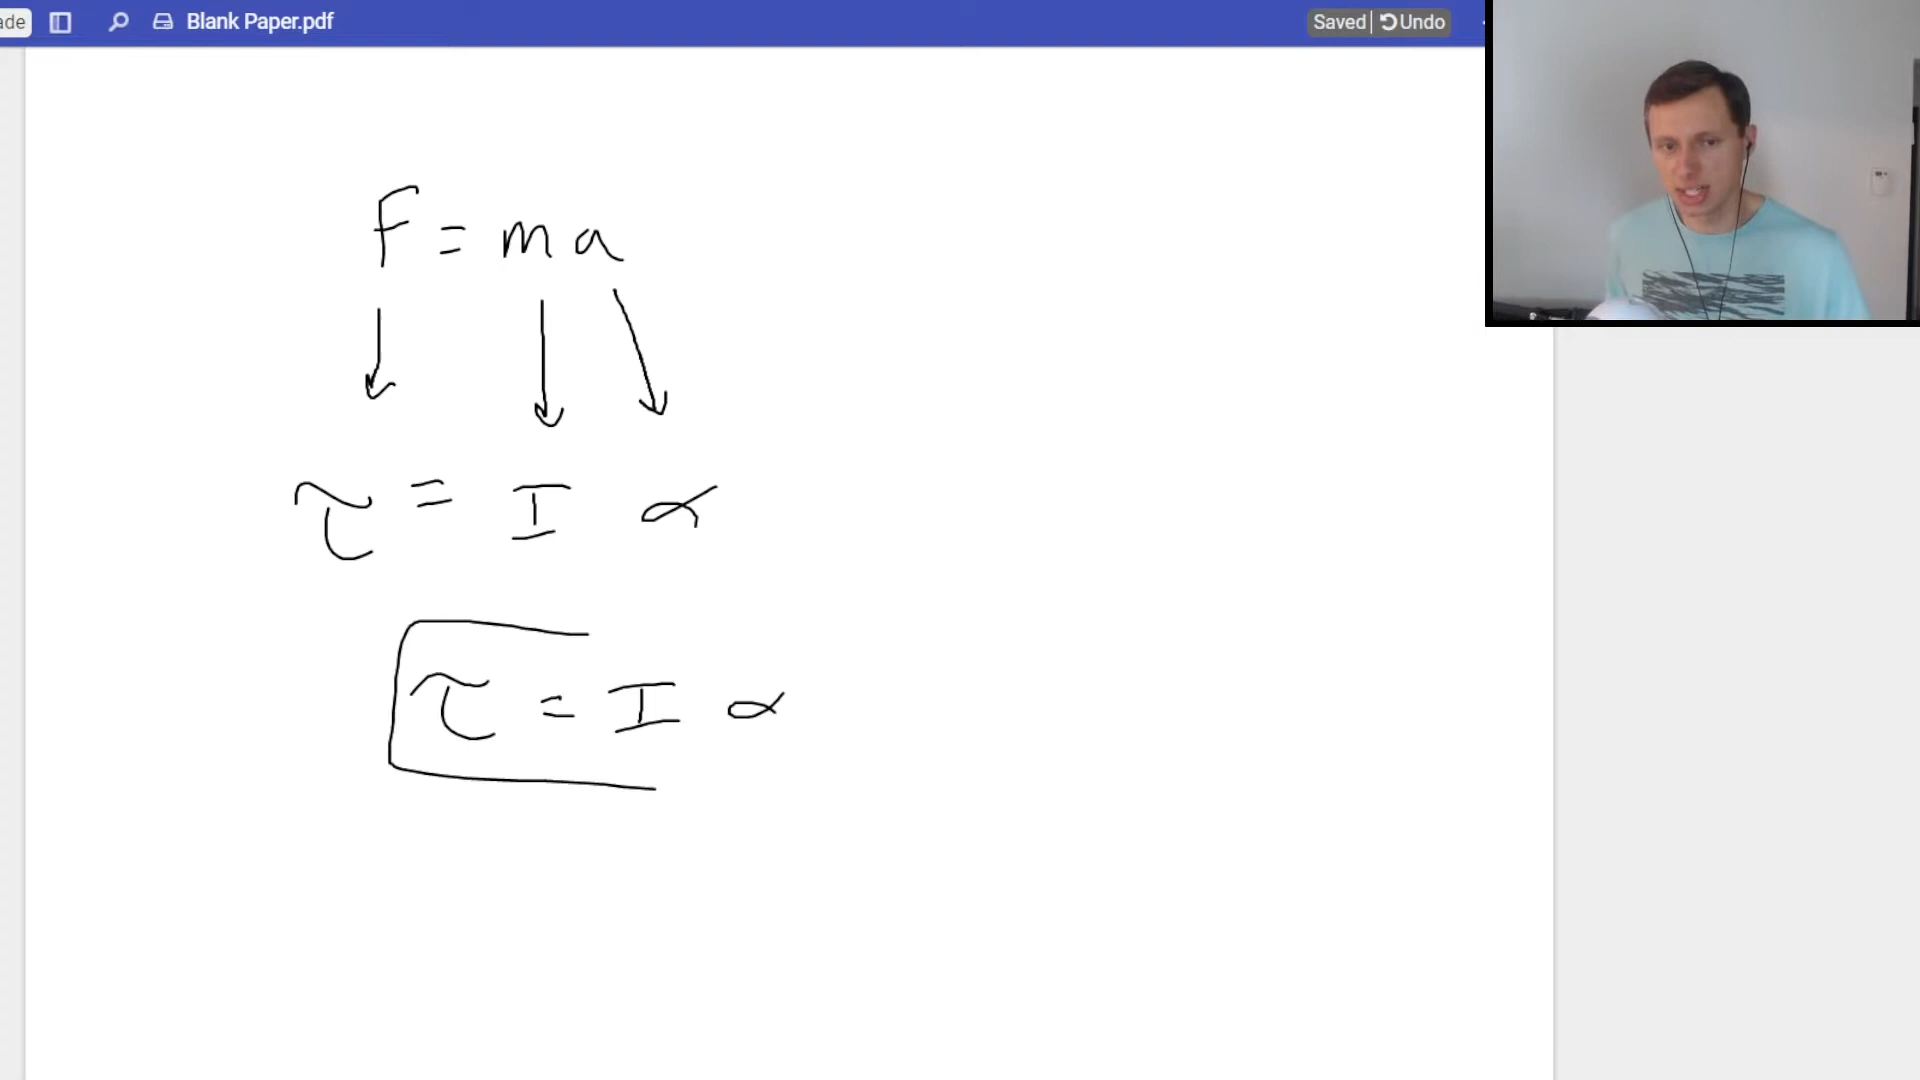 ade Blank Paper.pdf Saved Undo
F = ma
τ = I α
τ = I α